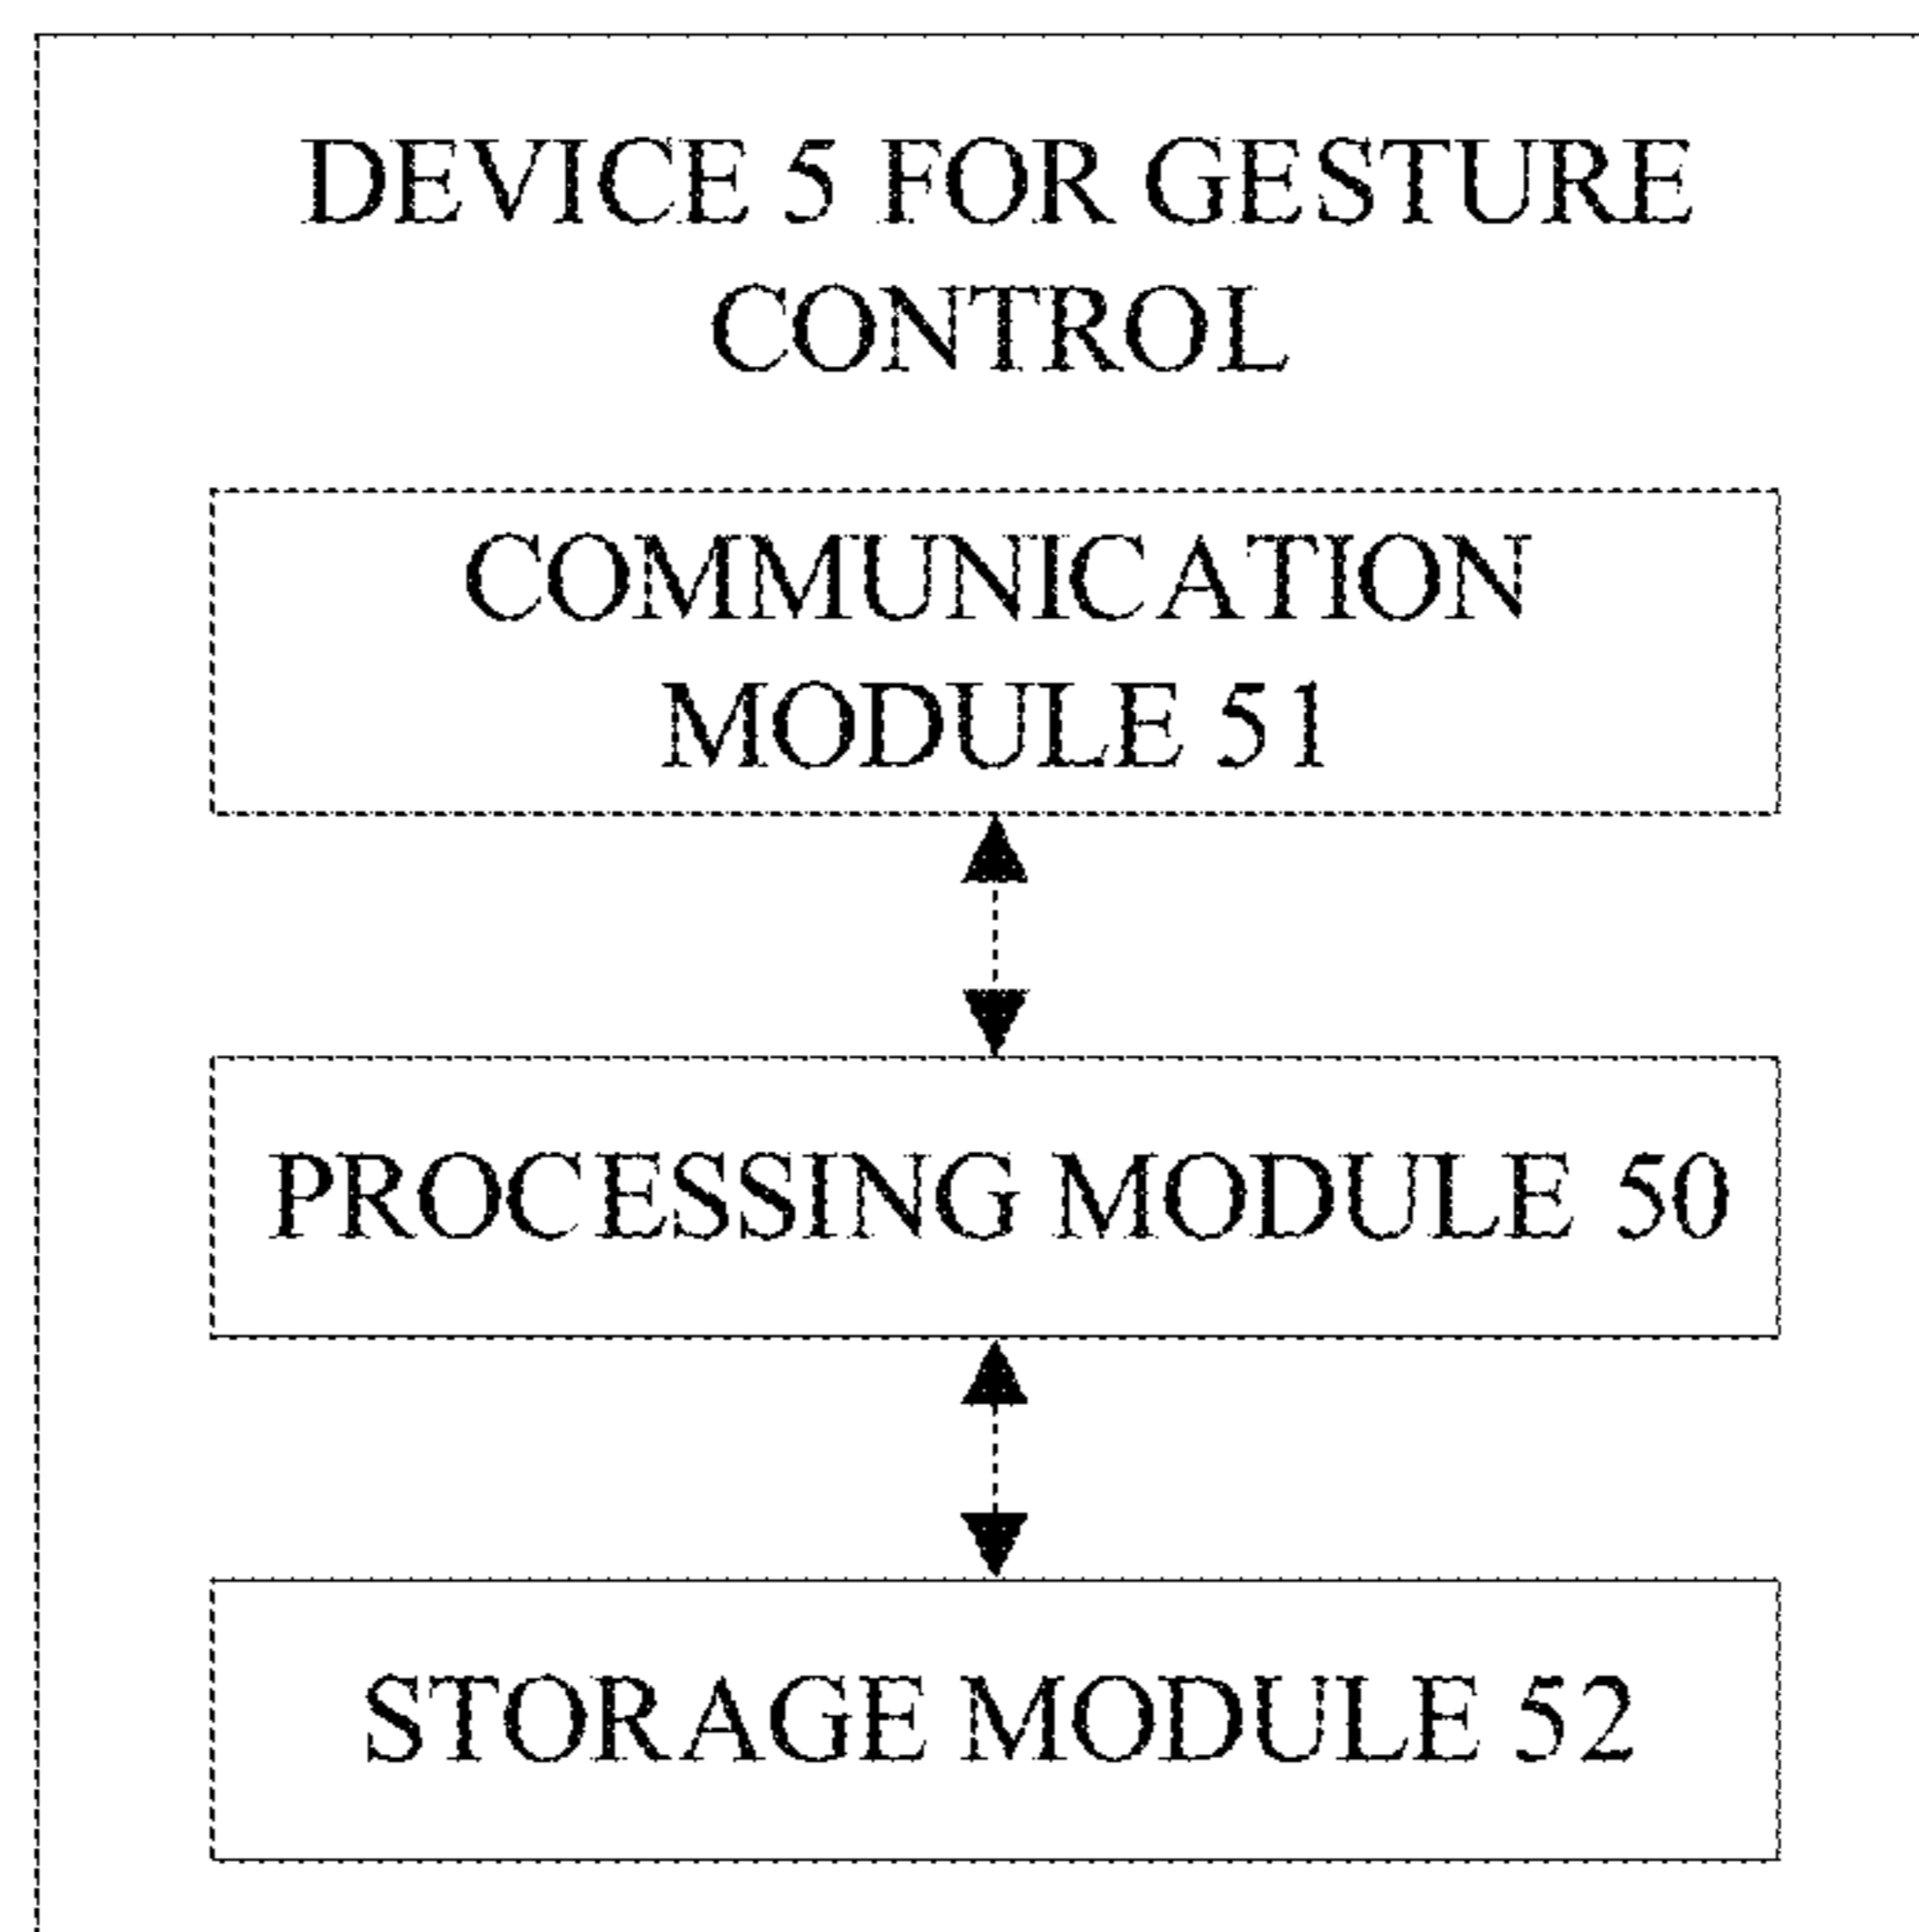 DEVICE 5 FOR GESTURE
CONTROL
COMMUNICATION
MODULE 51
PROCESSING MODULE 50
STORAGE MODULE 52